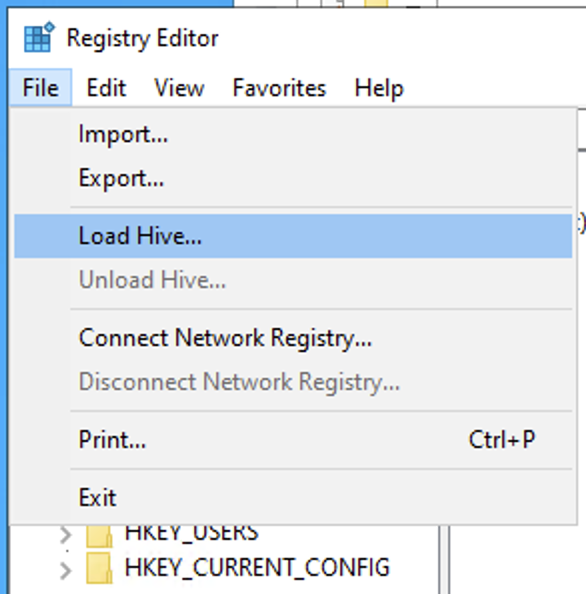 Registry Editor
File Edit View Favorites Help
Import...
Export...
Load Hive...
Unload Hive...
Connect Network Registry...
Disconnect Network Registry...
Print... Ctrl+P
Exit
HKEY_USERS
HKEY_CURRENT_CONFIG